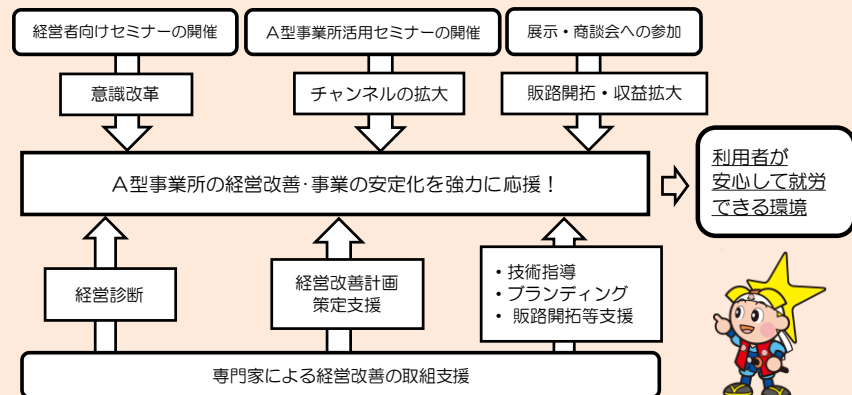 経営者向けセミナーの開催
A型事業所活用セミナーの開催
展示・商談会への参加
意識改革
チャンネルの拡大
販路開拓・収益拡大
A型事業所の経営改善・事業の安定化を強力に応援！
利用者が
安心して就労
できる環境
経営診断
経営改善計画
策定支援
・技術指導
・ブランディング
・ 販路開拓等支援
専門家による経営改善の取組支援